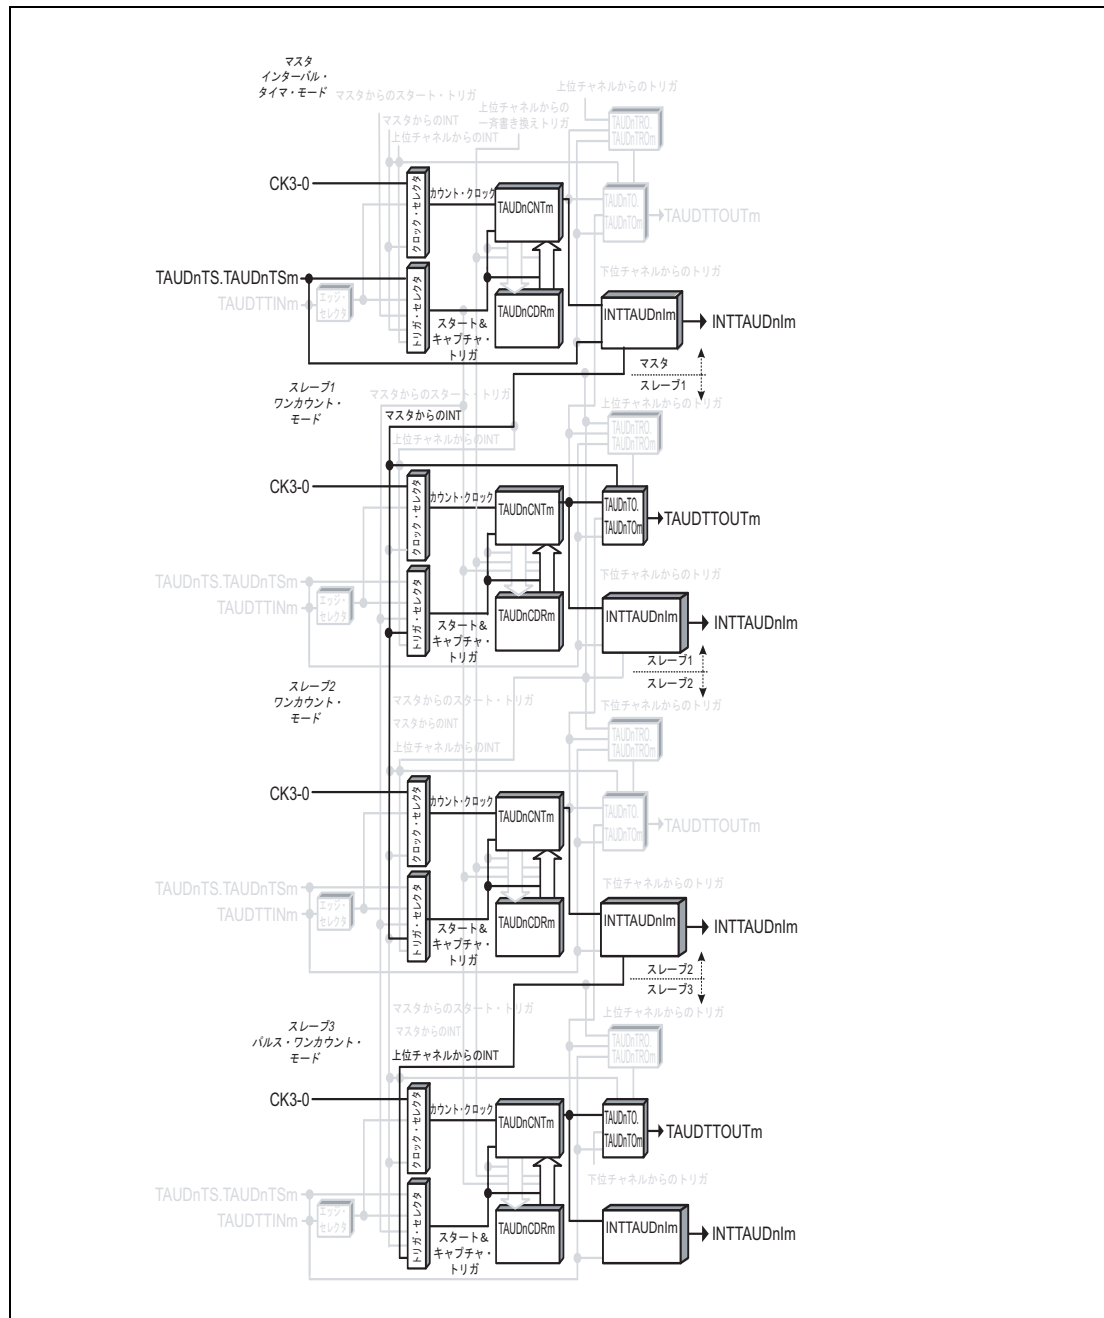 マスタ
インターバル・
タイマ・モード
マスタからのスタート・トリガ
マスタからのINT
上位チャネルからのINT
上位チャネルからの
一斉書き換えトリガ
上位チャネルからのトリガ
TAUDnTRO.
TAUDnTROm
CK3-0
クロック・セレクタ
カウント・クロック
TAUDnCNTm
TAUDnTO.
TAUDnTOm
TAUDTTOUTm
TAUDnTS.TAUDnTSm
TAUDTTINm
エッジ・
セレクタ
トリガ・セレクタ
スタート&
キャプチャ・
トリガ
TAUDnCDRm
下位チャネルからのトリガ
INTTAUDnIm
INTTAUDnIm
マスタ
スレーブ1
スレーブ1
ワンカウント・
モード
マスタからのスタート・トリガ
マスタからのINT
上位チャネルからのINT
上位チャネルからのトリガ
TAUDnTRO.
TAUDnTROm
CK3-0
クロック・セレクタ
カウント・クロック
TAUDnCNTm
TAUDnTO.
TAUDnTOm
TAUDTTOUTm
TAUDnTS.TAUDnTSm
TAUDTTINm
エッジ・
セレクタ
トリガ・セレクタ
スタート&
キャプチャ・
トリガ
TAUDnCDRm
下位チャネルからのトリガ
INTTAUDnIm
INTTAUDnIm
スレーブ1
スレーブ2
スレーブ2
ワンカウント・
モード
マスタからのスタート・トリガ
マスタからのINT
上位チャネルからのINT
下位チャネルからのトリガ
TAUDnTRO.
TAUDnTROm
CK3-0
クロック・セレクタ
カウント・クロック
TAUDnCNTm
TAUDnTO.
TAUDnTOm
TAUDTTOUTm
TAUDnTS.TAUDnTSm
TAUDTTINm
エッジ・
セレクタ
トリガ・セレクタ
スタート&
キャプチャ・
トリガ
TAUDnCDRm
下位チャネルからのトリガ
INTTAUDnIm
INTTAUDnIm
スレーブ2
スレーブ3
スレーブ3
パルス・ワンカウント・
モード
マスタからのスタート・トリガ
マスタからのINT
上位チャネルからのINT
上位チャネルからのトリガ
TAUDnTRO.
TAUDnTROm
CK3-0
クロック・セレクタ
カウント・クロック
TAUDnCNTm
TAUDnTO.
TAUDnTOm
TAUDTTOUTm
TAUDnTS.TAUDnTSm
TAUDTTINm
エッジ・
セレクタ
トリガ・セレクタ
スタート&
キャプチャ・
トリガ
TAUDnCDRm
下位チャネルからのトリガ
INTTAUDnIm
INTTAUDnIm